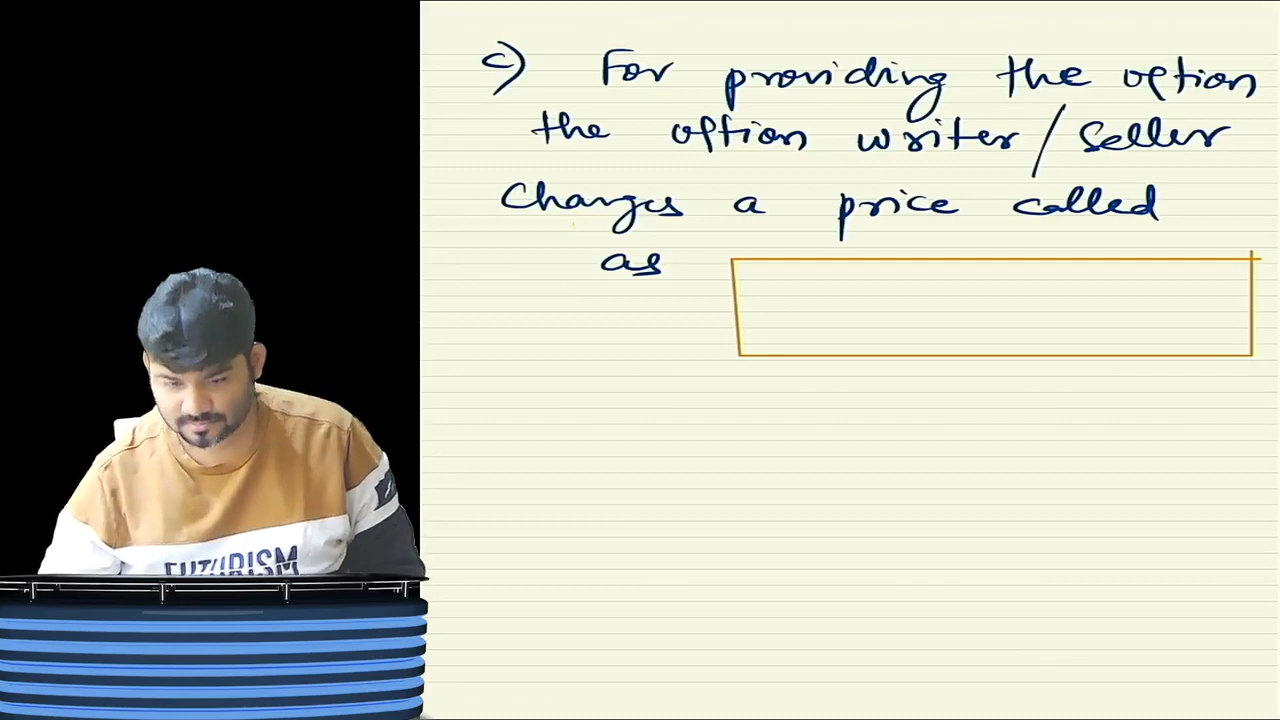 c) For providing the option
the option writer / seller
Charges a price called
as
FUTURISM